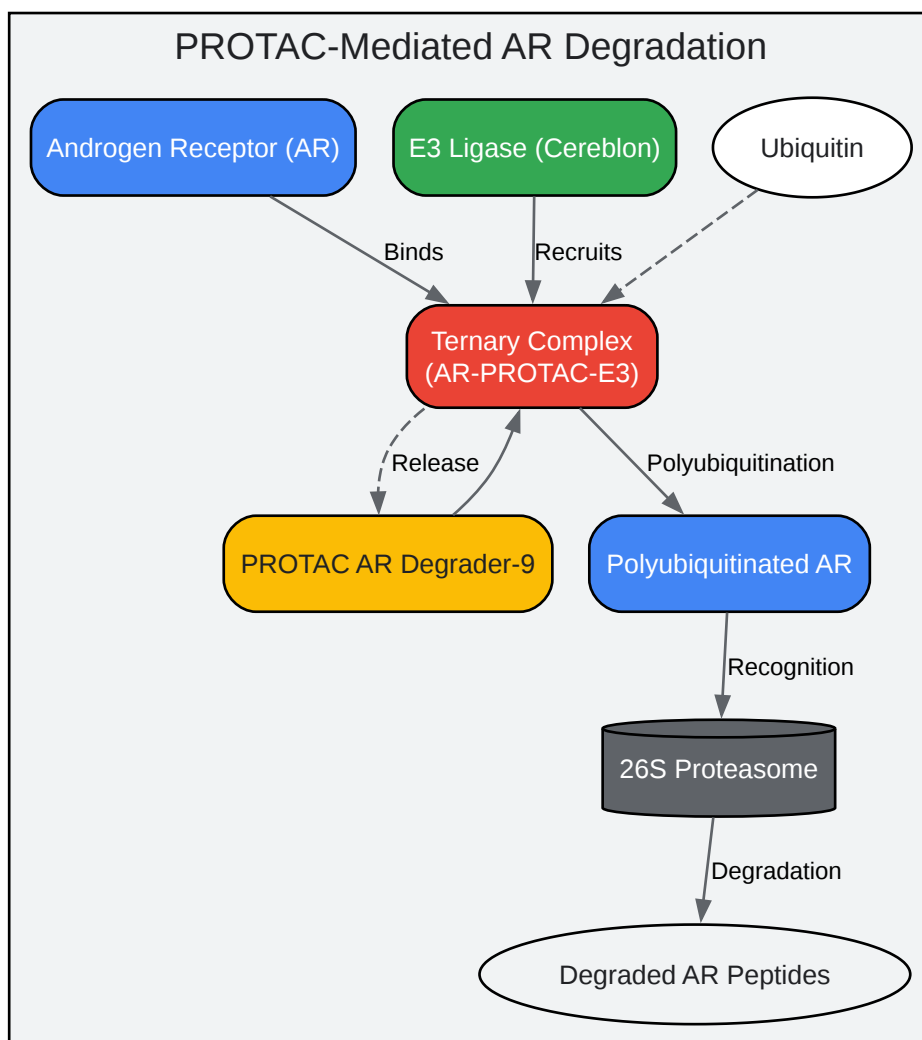 PROTAC-Mediated AR Degradation
Androgen Receptor (AR)
E3 Ligase (Cereblon)
Ubiquitin
Binds
Recruits
Ternary Complex
(AR-PROTAC-E3)
Release
Polyubiquitination
PROTAC AR Degrader-9
Polyubiquitinated AR
Recognition
26S Proteasome
Degradation
Degraded AR Peptides